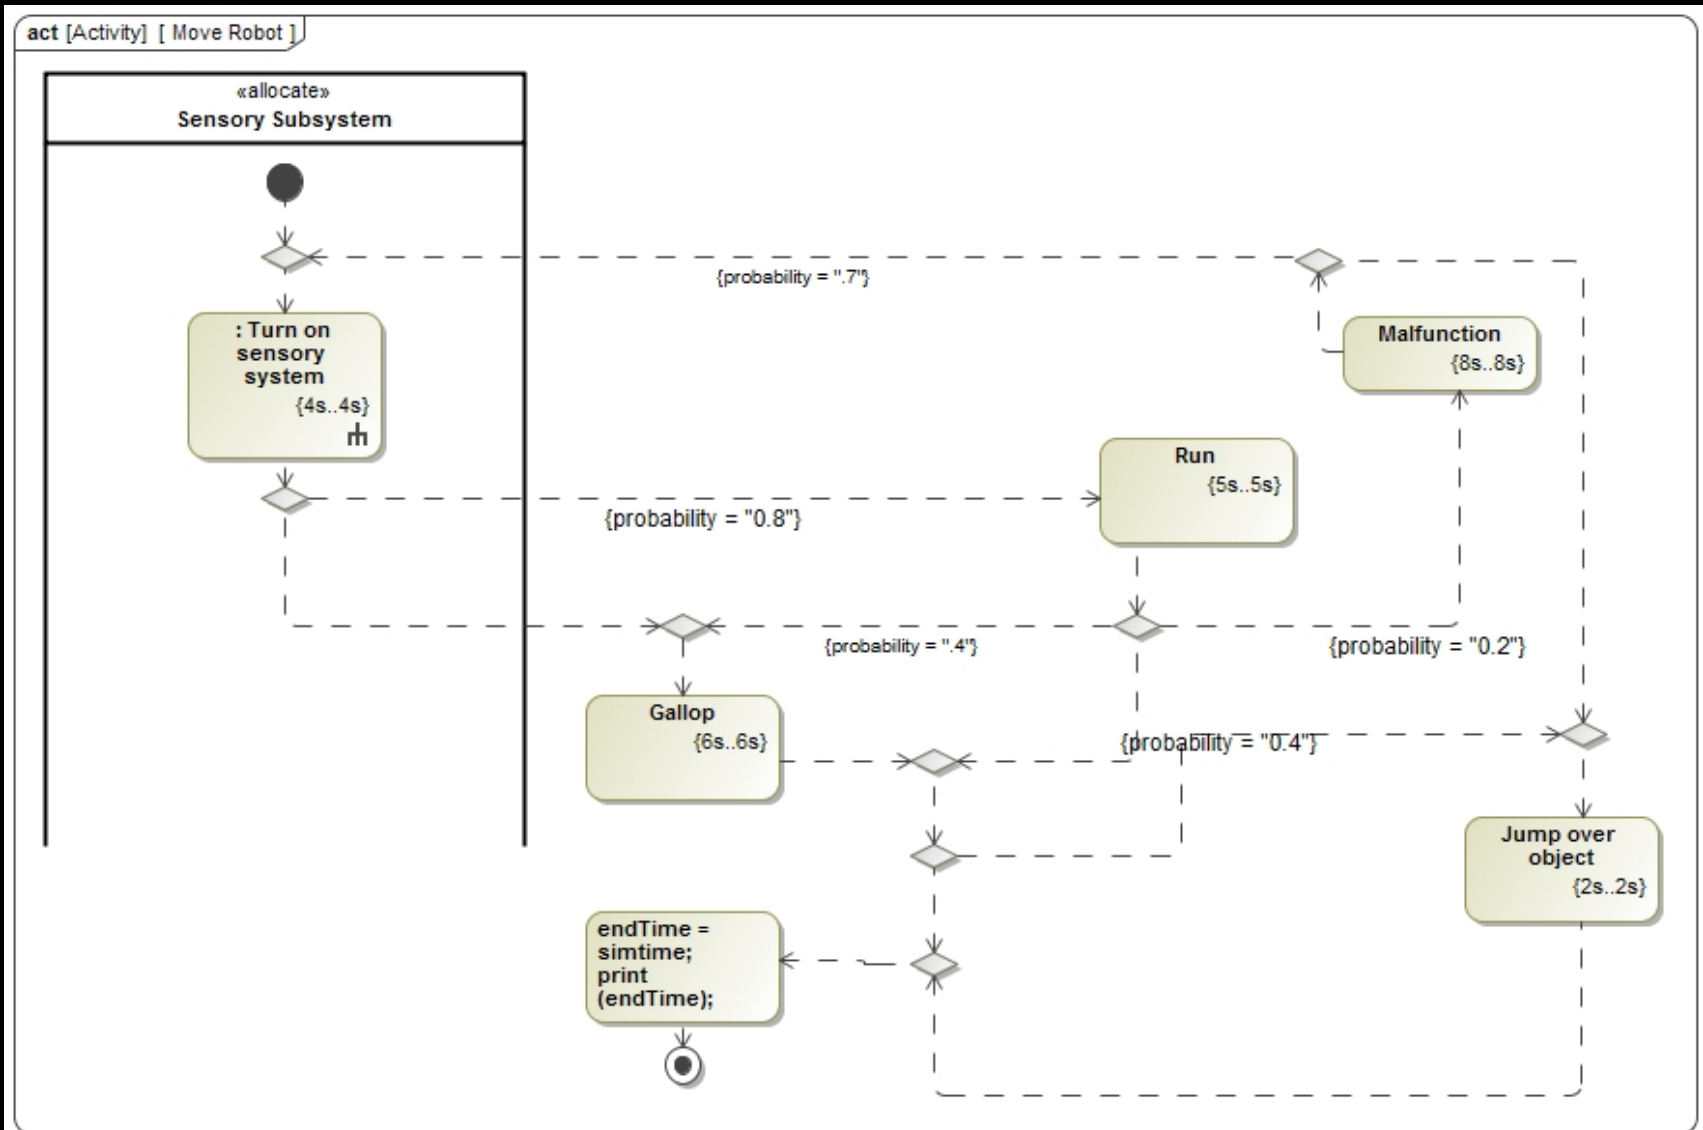 act [Activity] [ Move Robot ]
«allocate»
Sensory Subsystem
{probability = ".7"}
: Turn on
sensory
system
{4s..4s}
Malfunction
{8s..8s}
Run
{5s..5s}
{probability = "0.8"}
{probability = ".4"}
{probability = "0.2"}
Gallop
{6s..6s}
{probability = "0.4"}
Jump over
object
{2s..2s}
endTime =
simtime;
print
(endTime);